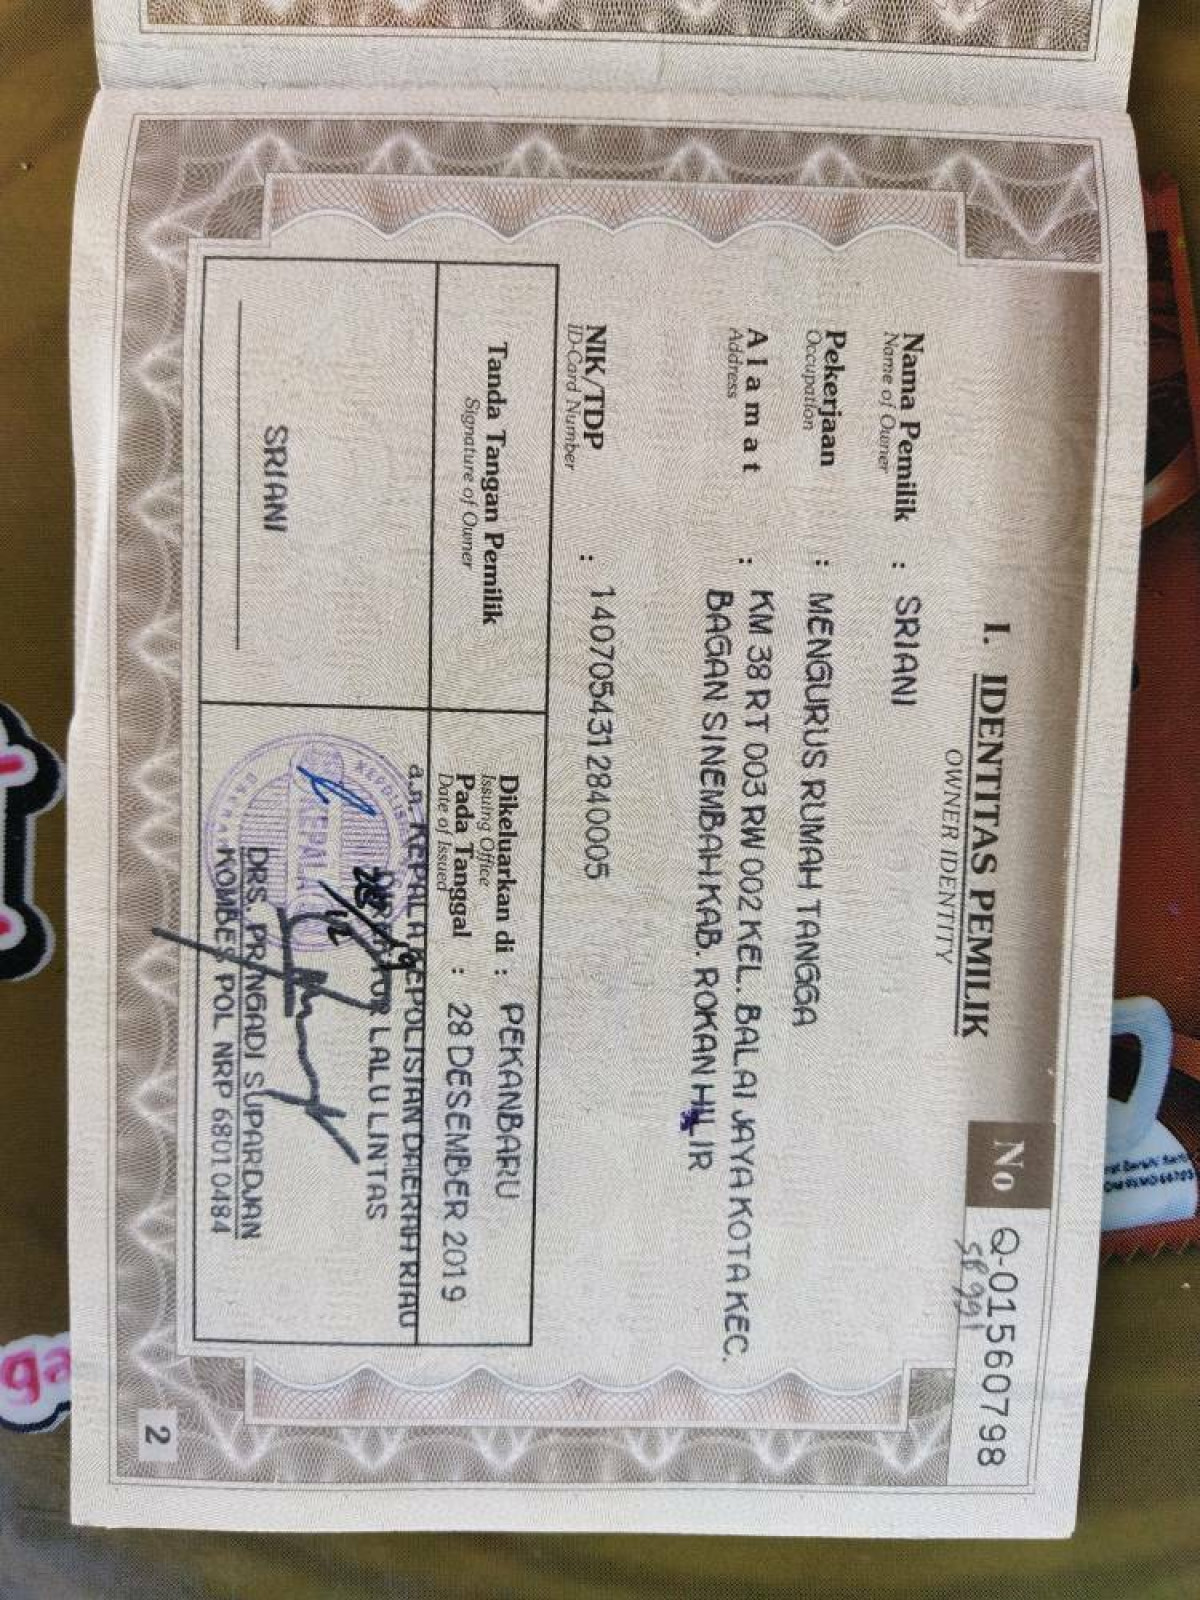 No Q-01560798
I. IDENTITAS PEMILIK
OWNER IDENTITY
Nama Pemilik : SRIANI
Name of Owner
Pekerjaan : MENGURUS RUMAH TANGGA
Occupation
Alamat : KM 38 RT 003 RW 002 KEL.. BALAI JAYA KOTA KEC.
Address BAGAN SINEMBAH KAB. ROKAN HILIR
NIK/TDP : 1407054312840005
ID-Card Number
Tanda Tangan Pemilik
Signature of Owner
SRIANI
Dikeluarkan di : PEKANBARU
Issuing Office
Pada Tanggal : 28 DESEMBER 2019
Date of Issued
a.n. KEPALA KEPOLISIAN DAERAH RIAU
DIREKTUR LALU LINTAS
DRS. PRINGADI SUPARDJAN
KOMBES POL NRP 68010484
2